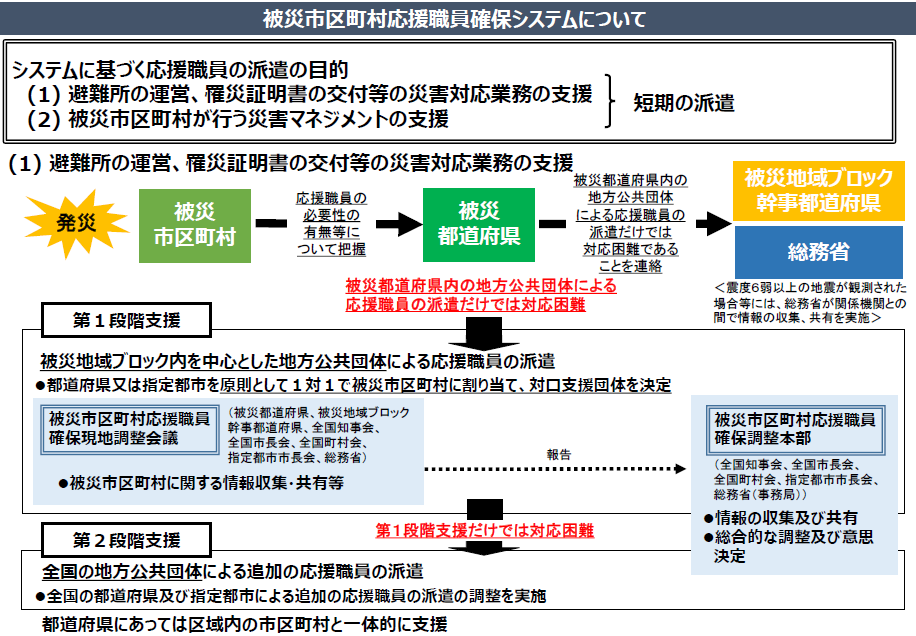 被災市区町村応援職員確保システムについて
システムに基づく応援職員の派遣の目的
(1) 避難所の運営、罹災証明書の交付等の災害対応業務の支援
(2) 被災市区町村が行う災害マネジメントの支援
短期の派遣
(1) 避難所の運営、罹災証明書の交付等の災害対応業務の支援
発災
被災
市区町村
応援職員の
必要性の
有無等に
ついて把握
被災
都道府県
被災都道府県内の
地方公共団体
による応援職員の
派遣だけでは
対応困難である
ことを連絡
被災地域ブロック
幹事都道府県
総務省
＜震度６弱以上の地震が観測された
場合等には、総務省が関係機関との
間で情報の収集、共有を実施＞
被災都道府県内の地方公共団体による
応援職員の派遣だけでは対応困難
第１段階支援
被災地域ブロック内を中心とした地方公共団体による応援職員の派遣
●都道府県又は指定都市を原則として１対１で被災市区町村に割り当て、対口支援団体を決定
被災市区町村応援職員
確保現地調整会議
（被災都道府県、被災地域ブロック
幹事都道府県、全国知事会、
全国市長会、全国町村会、
指定都市市長会、総務省）
●被災市区町村に関する情報収集・共有等
報告
被災市区町村応援職員
確保調整本部
（全国知事会、全国市長会、
全国町村会、指定都市市長会、
総務省(事務局)）
●情報の収集及び共有
●総合的な調整及び意思
決定
第１段階支援だけでは対応困難
第２段階支援
全国の地方公共団体による追加の応援職員の派遣
●全国の都道府県及び指定都市による追加の応援職員の派遣の調整を実施
都道府県にあっては区域内の市区町村と一体的に支援